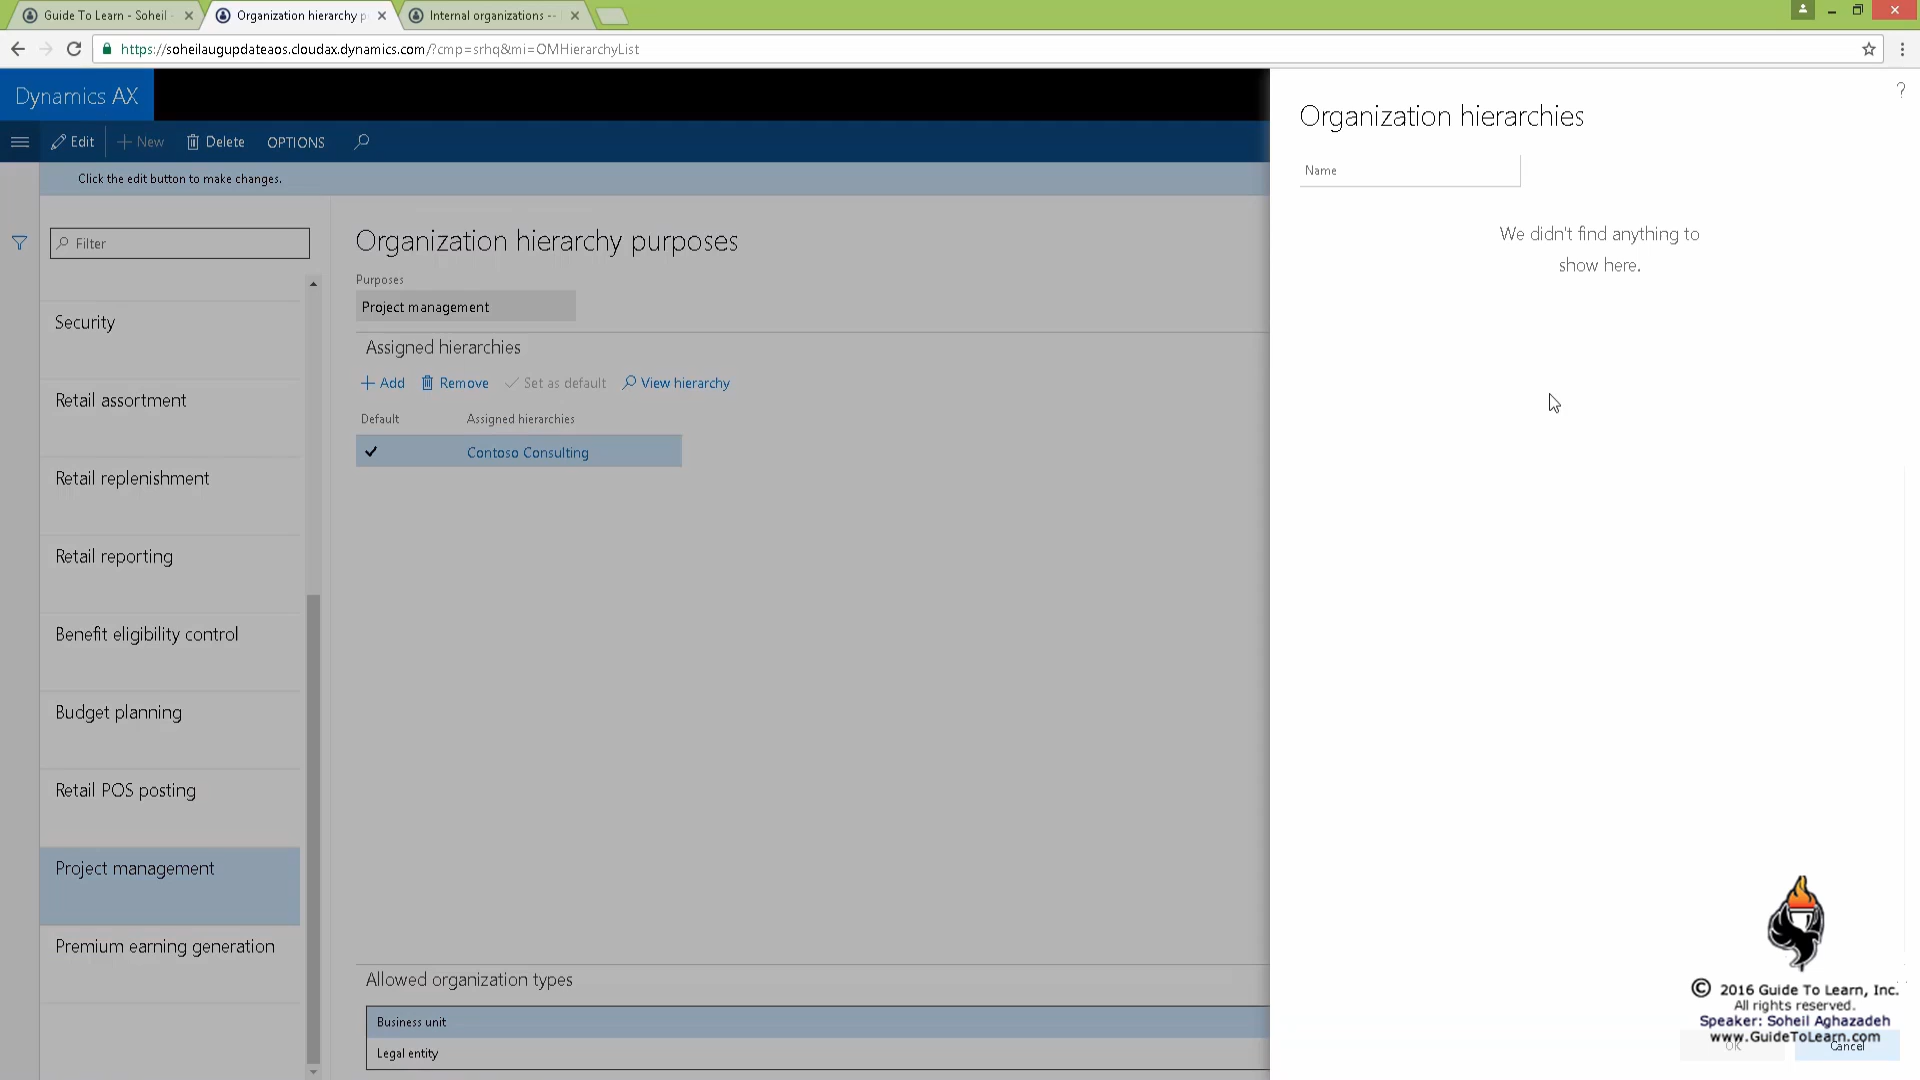 Guide To Learn - Soheil
Organization hierarchy p
Internal organizations --
https://soheilaugupdateaos.cloudax.dynamics.com/?cmp=srhq&mi=OMHierarchyList
Dynamics AX
Edit
New
Delete
OPTIONS
Click the edit button to make changes.
Filter
Security
Retail assortment
Retail replenishment
Retail reporting
Benefit eligibility control
Budget planning
Retail POS posting
Project management
Premium earning generation
Organization hierarchy purposes
Purposes
Project management
Assigned hierarchies
Add
Remove
Set as default
View hierarchy
Default
Assigned hierarchies
Contoso Consulting
Allowed organization types
Business unit
Legal entity
?
Organization hierarchies
Name
We didn't find anything to
show here.
© 2016 Guide To Learn, Inc.
All rights reserved.
Speaker: Soheil Aghazadeh
www.GuideToLearn.com
OK
Cancel